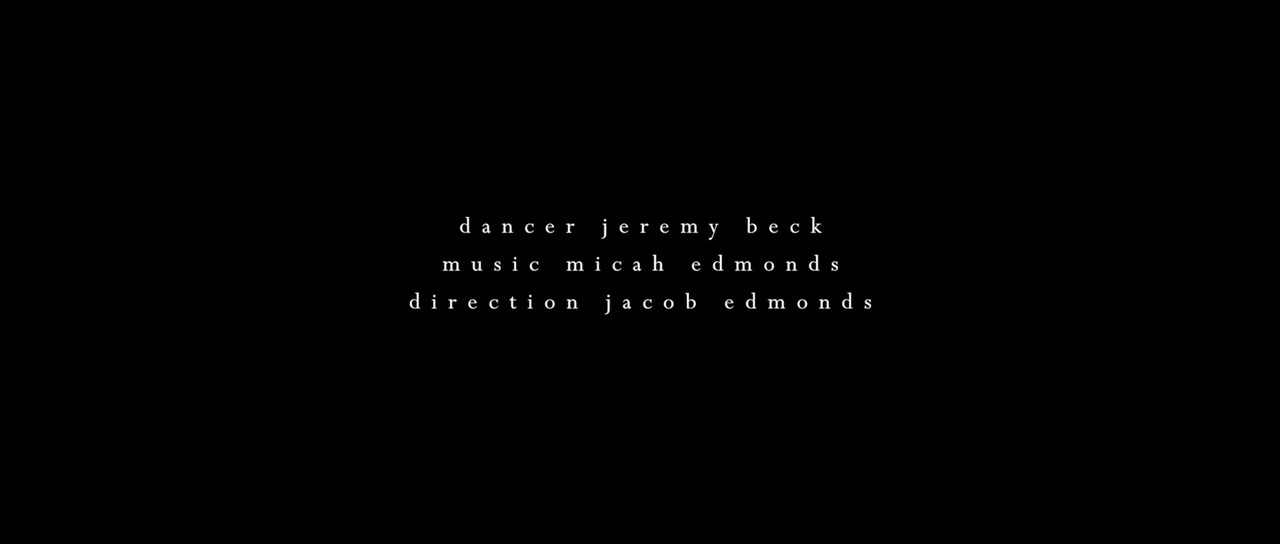 dancer jeremy beck
music micah edmonds
direction jacob edmonds